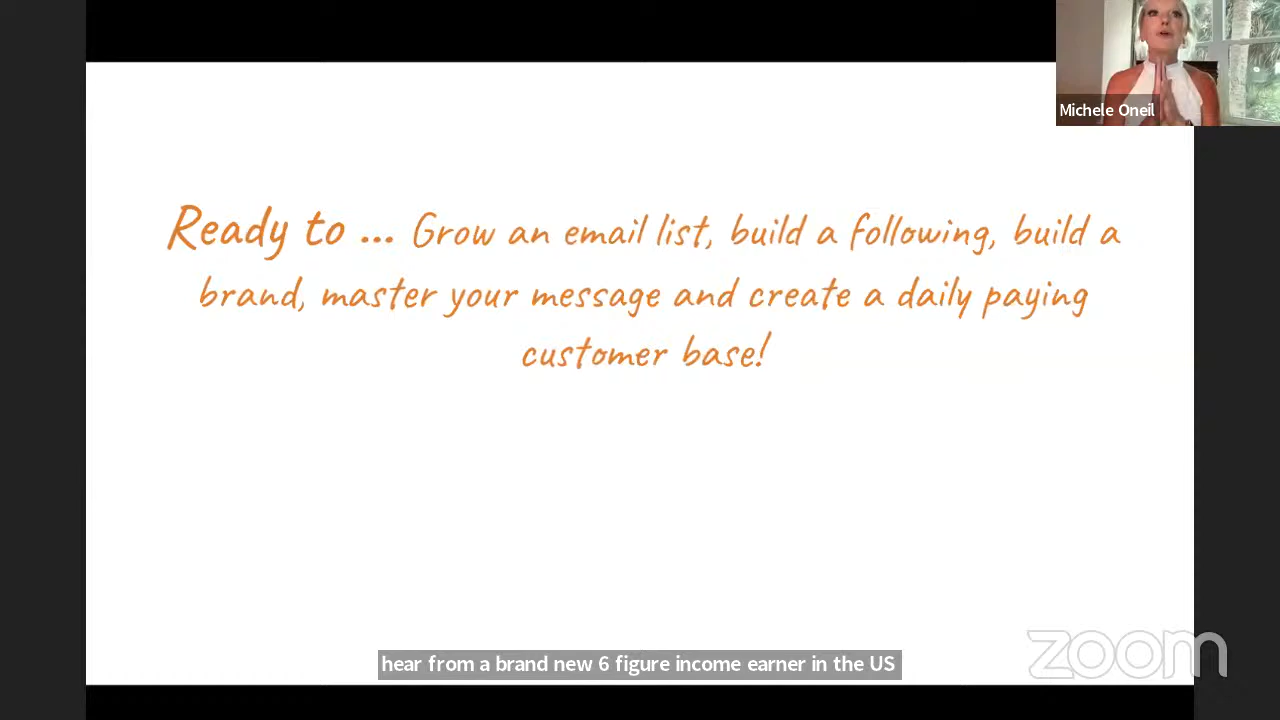 Michele Oneil
Ready to ... Grow an email list, build a following, build a
brand, master your message and create a daily paying
customer base!
hear from a brand new 6 figure income earner in the US
zoom